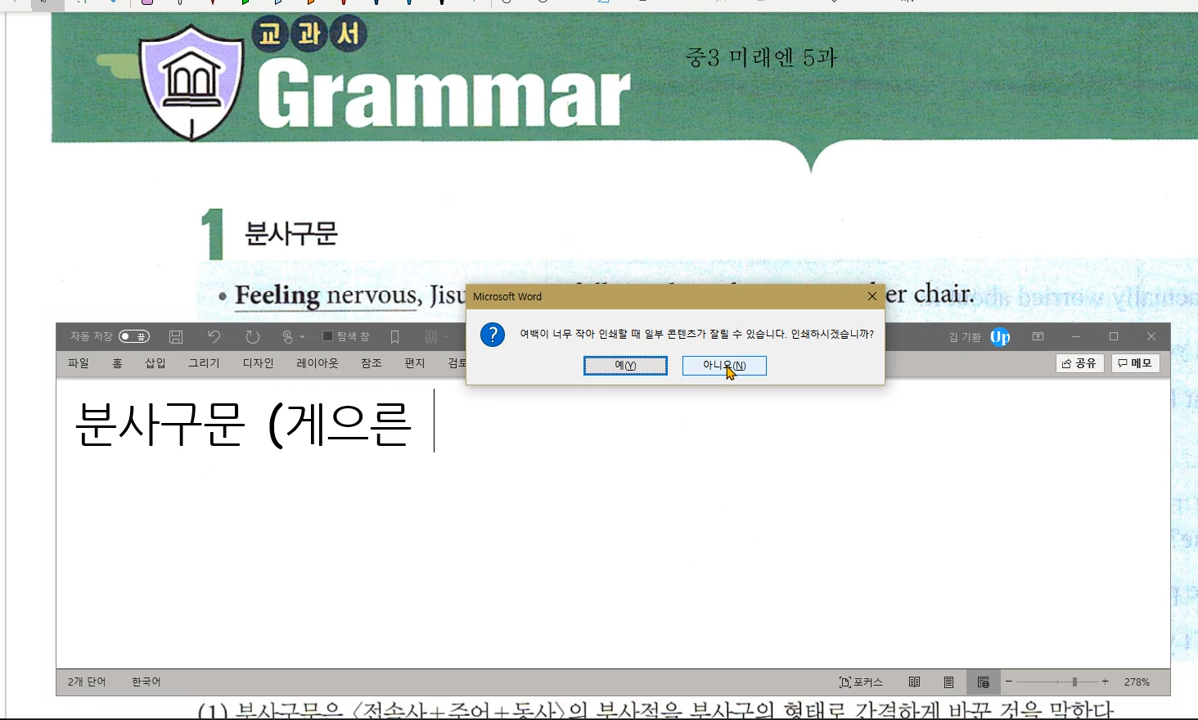 교과서
Grammar
중3 미래엔 5과
1 분사구문
• Feeling nervous, Jisu er chair.
Microsoft Word
여백이 너무 작아 인쇄할 때 일부 콘텐츠가 잘릴 수 있습니다. 인쇄하시겠습니까?
예(Y) 아니요(N)
자동 저장 끔 탐색 창 김 기환 Up
파일 홈 삽입 그리기 디자인 레이아웃 참조 편지 검토 공유 메모
분사구문 (게으른
2개 단어 한국어 포커스 278%
(1) 분사구문은 〈접속사+주어+동사〉의 부사절을 부사구의 형태로 간결하게 바꾼 것을 말한다.